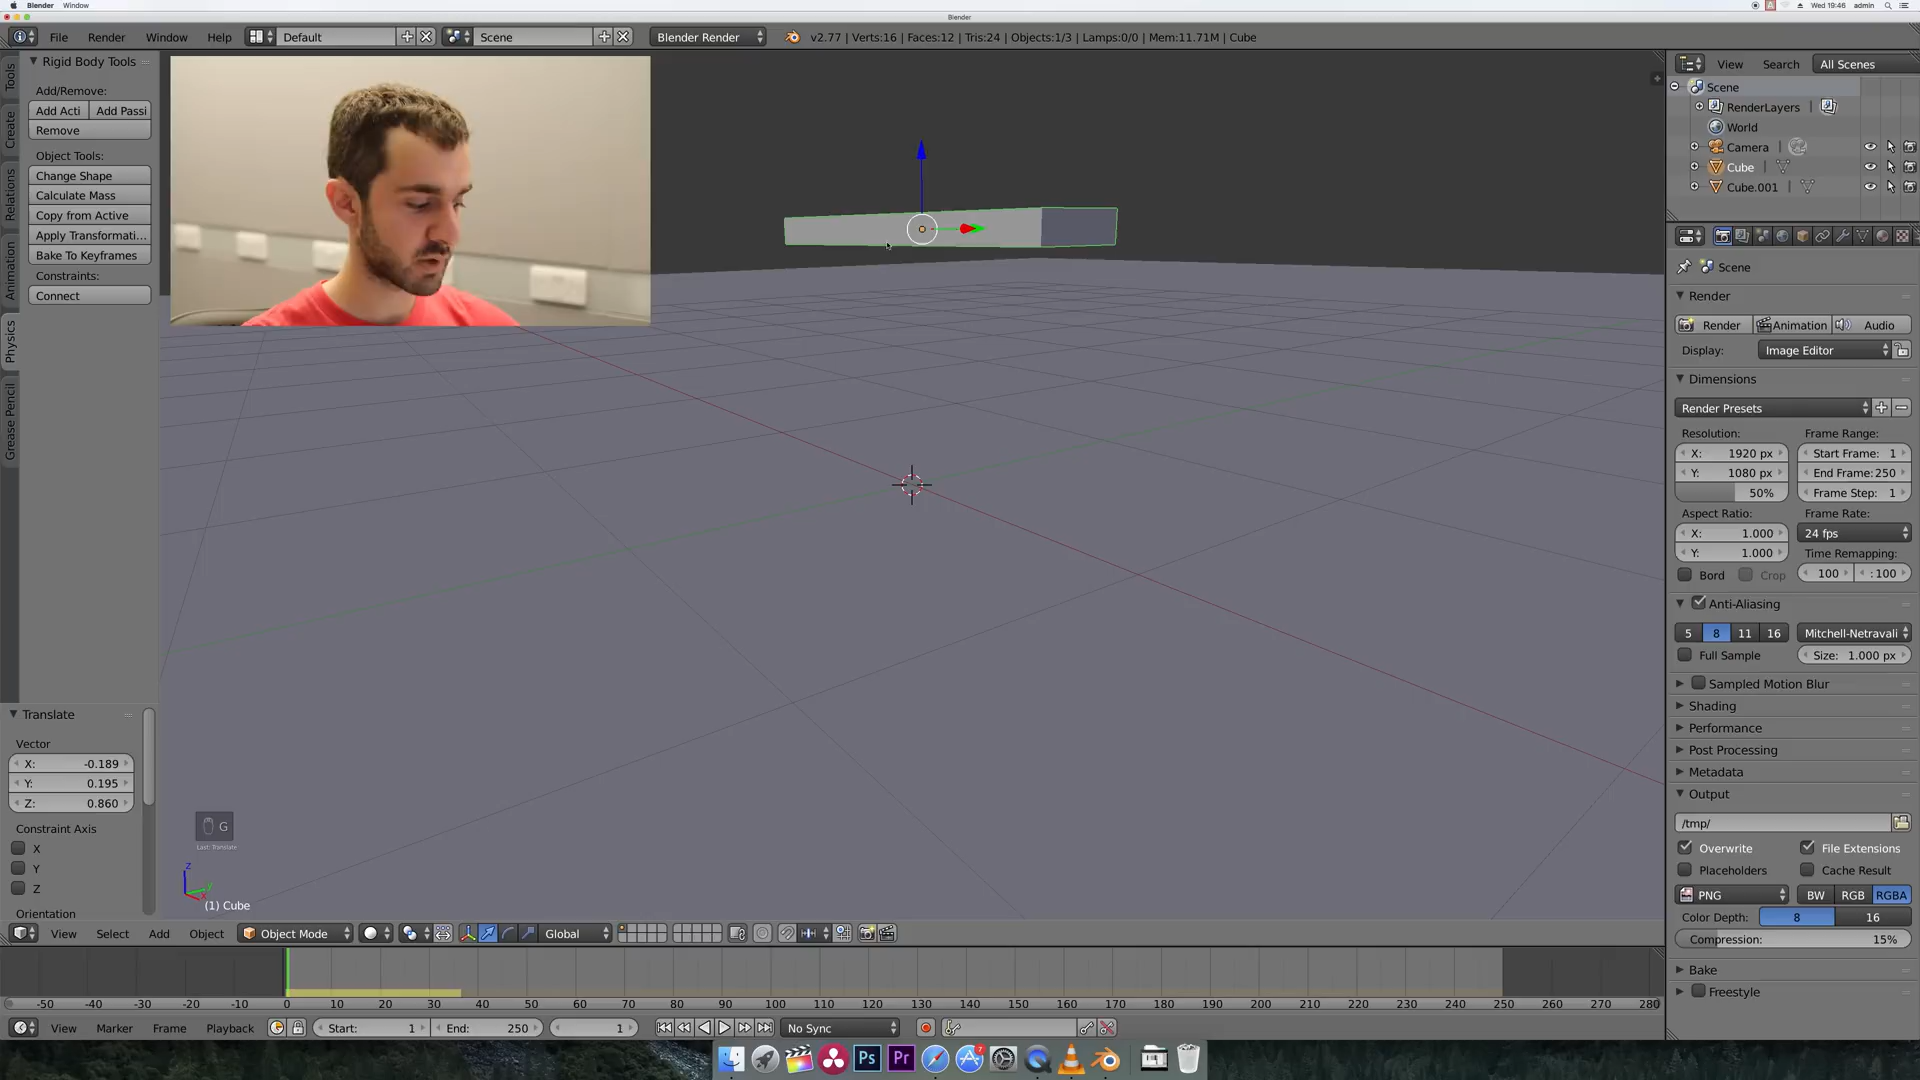 Blender Window
Wed 19:46 admin
Blender
File Render Window Help Default Scene Blender Render v2.77 | Verts:16 | Faces:12 | Tris:24 | Objects:1/3 | Lamps:0/0 | Mem:11.71M | Cube
Tools
Create
Relations
Animation
Physics
Grease Pencil
Rigid Body Tools
Add/Remove:
Add Acti Add Passi
Remove
Object Tools:
Change Shape
Calculate Mass
Copy from Active
Apply Transformati...
Bake To Keyframes
Constraints:
Connect
Translate
Vector
X: -0.189
Y: 0.195
Z: 0.860
Constraint Axis
X
Y
Z
Orientation
G
Last: Translate
z
y
x
(1) Cube
View Select Add Object Object Mode Global
-50 -40 -30 -20 -10 0 10 20 30 40 50 60 70 80 90 100 110 120 130 140 150 160 170 180 190 200 210 220 230 240 250 260 270 280
View Marker Frame Playback Start: 1 End: 250 1 No Sync
View Search All Scenes
Scene
RenderLayers
World
Camera
Cube
Cube.001
Scene
Render
Render Animation Audio
Display: Image Editor
Dimensions
Render Presets
Resolution: Frame Range:
X: 1920 px Start Frame: 1
Y: 1080 px End Frame: 250
50% Frame Step: 1
Aspect Ratio: Frame Rate:
X: 1.000 24 fps
Y: 1.000 Time Remapping:
Bord Crop 100 : 100
Anti-Aliasing
5 8 11 16 Mitchell-Netravali
Full Sample Size: 1.000 px
Sampled Motion Blur
Shading
Performance
Post Processing
Metadata
Output
/tmp/
Overwrite File Extensions
Placeholders Cache Result
PNG BW RGB RGBA
Color Depth: 8 16
Compression: 15%
Bake
Freestyle
Ps Pr 7